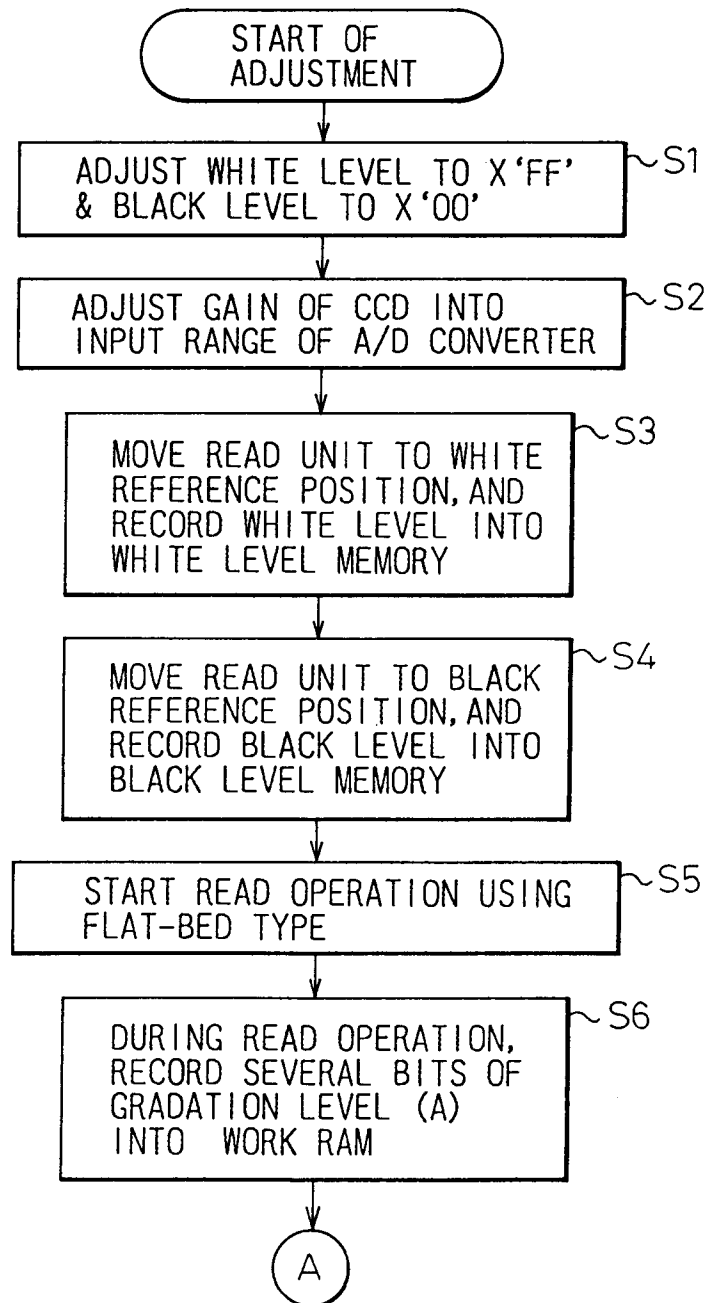 START OF
ADJUSTMENT
ADJUST WHITE LEVEL TO X'FF'
& BLACK LEVEL TO X'00'
S1
ADJUST GAIN OF CCD INTO
INPUT RANGE OF A/D CONVERTER
S2
MOVE READ UNIT TO WHITE
REFERENCE POSITION, AND
RECORD WHITE LEVEL INTO
WHITE LEVEL MEMORY
S3
MOVE READ UNIT TO BLACK
REFERENCE POSITION, AND
RECORD BLACK LEVEL INTO
BLACK LEVEL MEMORY
S4
START READ OPERATION USING
FLAT-BED TYPE
S5
DURING READ OPERATION,
RECORD SEVERAL BITS OF
GRADATION LEVEL (A)
INTO WORK RAM
S6
A